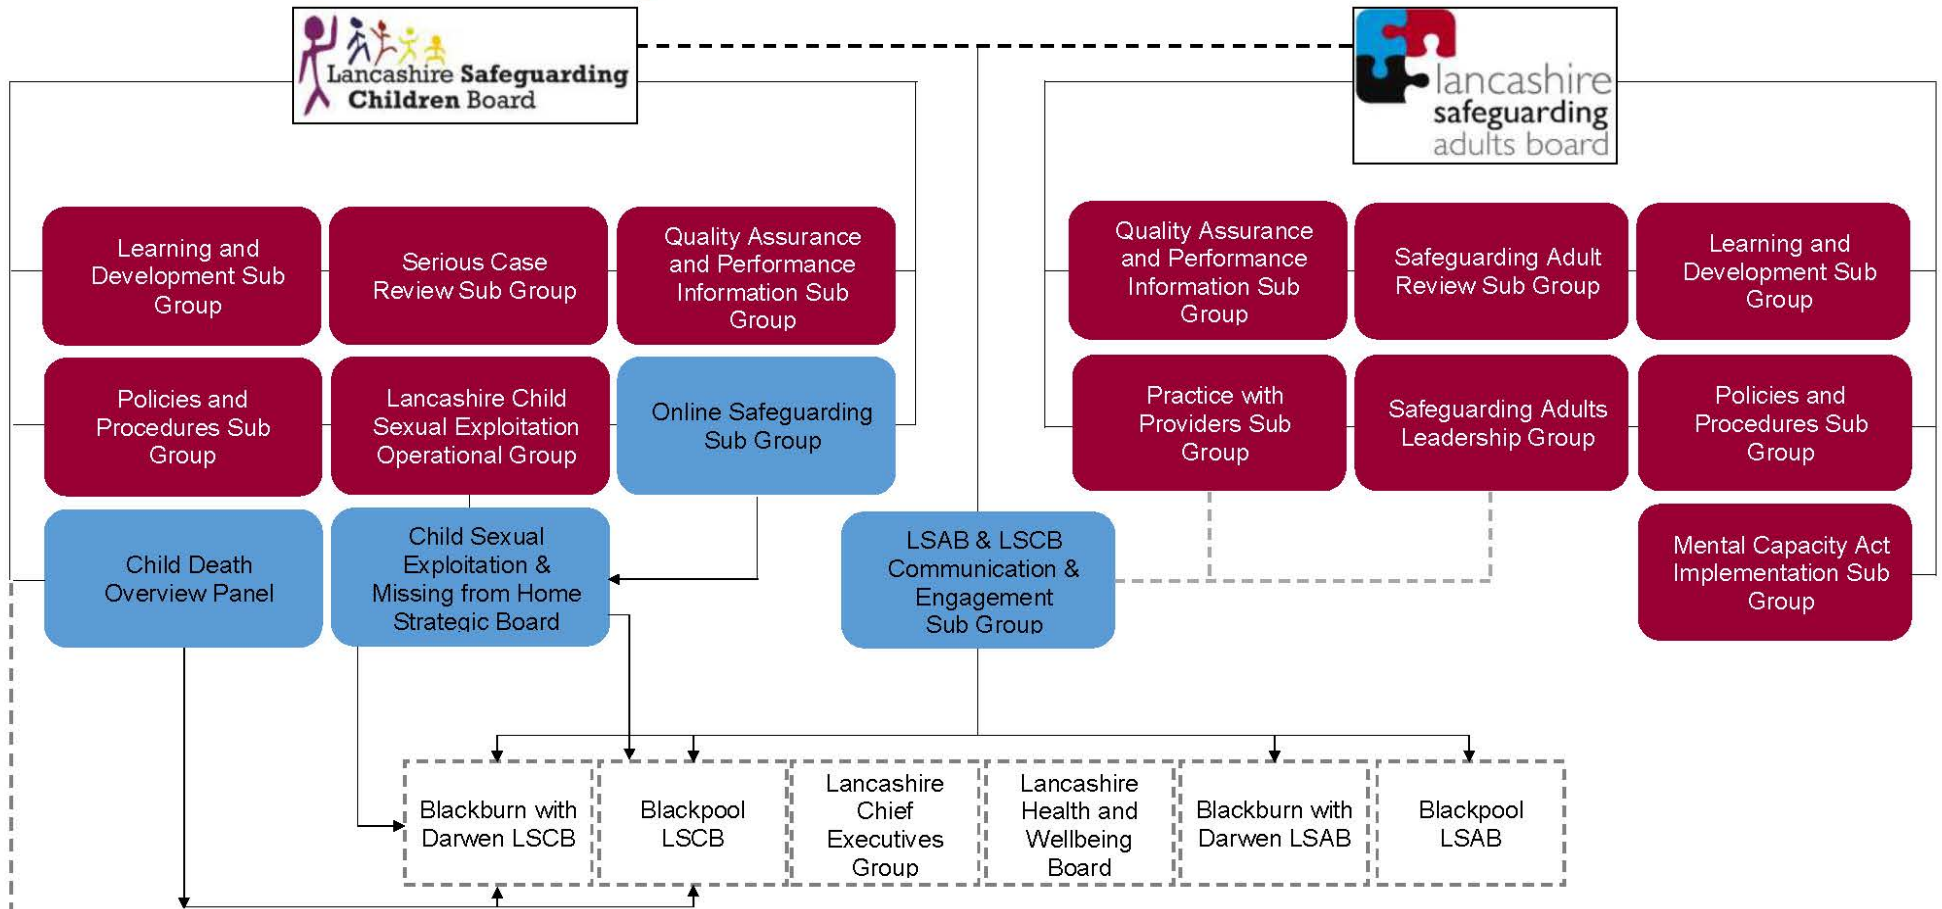 Lancashire Safeguarding
Children Board
lancashire
safeguarding
adults board
Learning and
Development Sub
Group
Serious Case
Review Sub Group
Quality Assurance
and Performance
Information Sub
Group
Quality Assurance
and Performance
Information Sub
Group
Safeguarding Adult
Review Sub Group
Learning and
Development Sub
Group
Policies and
Procedures Sub
Group
Lancashire Child
Sexual Exploitation
Operational Group
Online Safeguarding
Sub Group
Practice with
Providers Sub
Group
Safeguarding Adults
Leadership Group
Policies and
Procedures Sub
Group
Child Death
Overview Panel
Child Sexual
Exploitation &
Missing from Home
Strategic Board
LSAB & LSCB
Communication &
Engagement
Sub Group
Mental Capacity Act
Implementation Sub
Group
Blackburn with
Darwen LSCB
Blackpool
LSCB
Lancashire
Chief
Executives
Group
Lancashire
Health and
Wellbeing
Board
Blackburn with
Darwen LSAB
Blackpool
LSAB